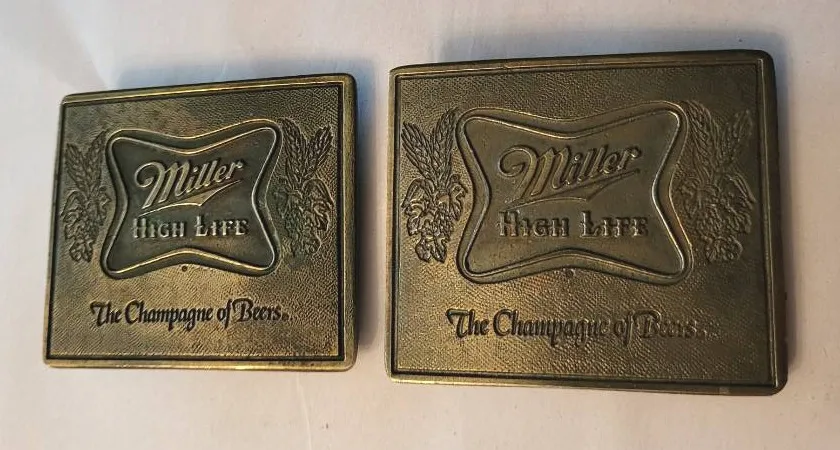 Miller
HIGH LIFE
The Champagne of Beers®
Miller
HIGH LIFE
The Champagne of Beers